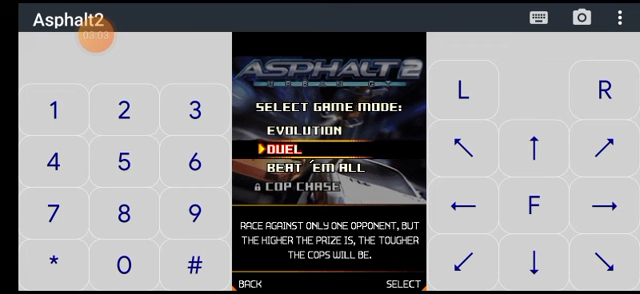 Asphalt2
03:03
ASPHALT 2
URBAN GT
SELECT GAME MODE:
EVOLUTION
DUEL
BEAT 'EM ALL
COP CHASE
RACE AGAINST ONLY ONE OPPONENT, BUT
THE HIGHER THE PRIZE IS, THE TOUGHER
THE COPS WILL BE.
BACK SELECT
1 2 3
4 5 6
7 8 9
* 0 #
L R
↖ ↑ ↗
← F →
↙ ↓ ↘